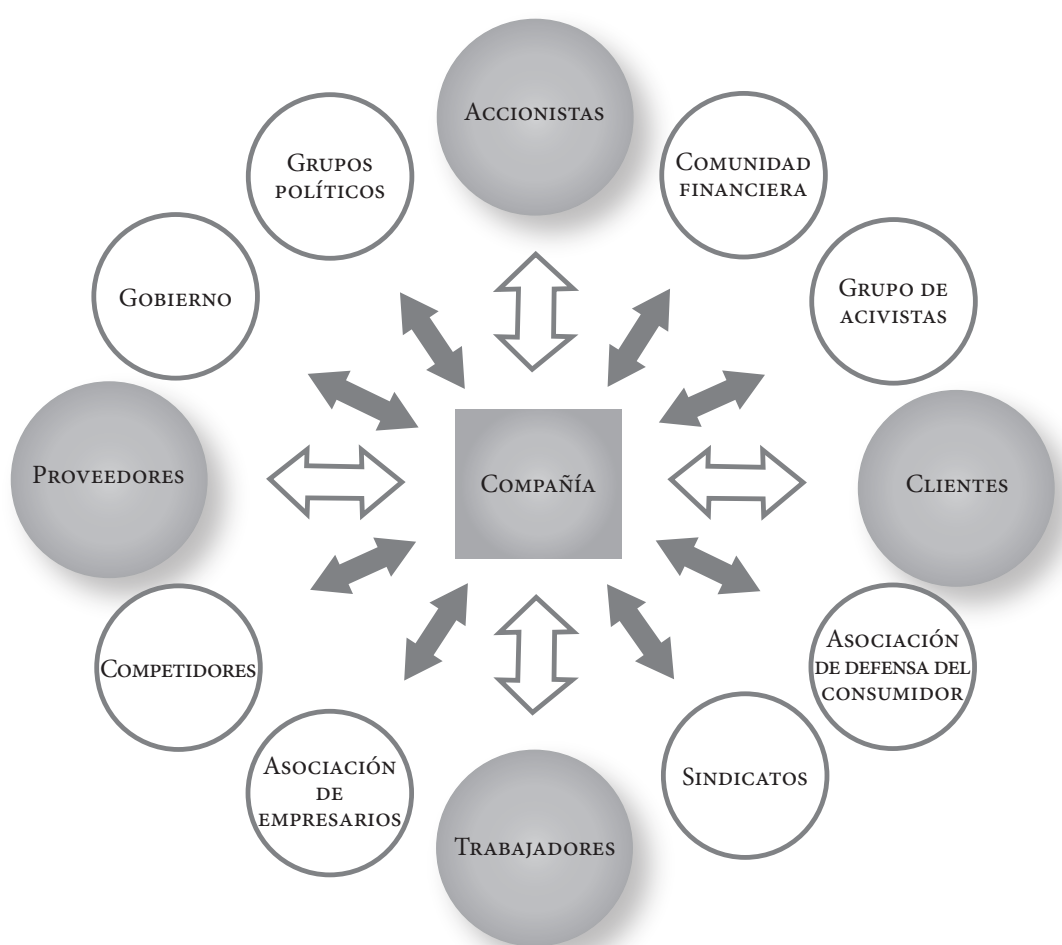 Accionistas
Grupos
políticos
Comunidad
financiera
Gobierno
Grupo de
acivistas
Proveedores
Compañía
Clientes
Competidores
Asociación
de defensa del
consumidor
Asociación
de
empresarios
Sindicatos
Trabajadores